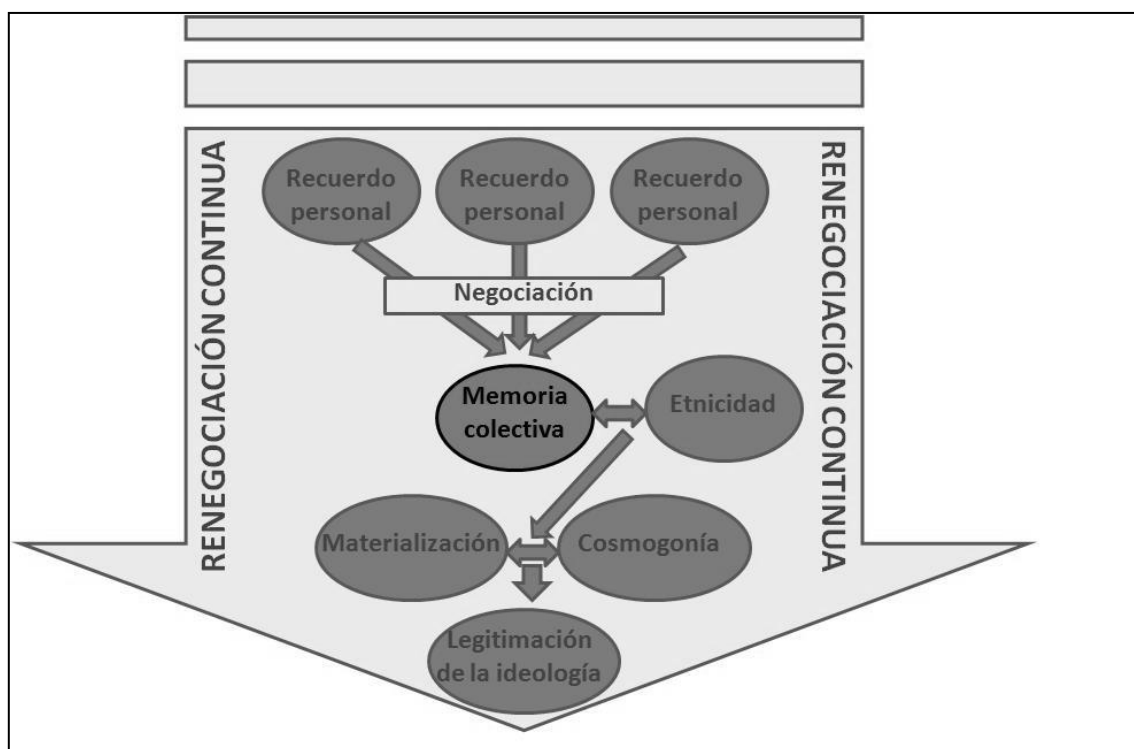 RENEGOCIACIÓN CONTINUA
RENEGOCIACIÓN CONTINUA
Recuerdo
personal
Recuerdo
personal
Recuerdo
personal
Negociación
Memoria
colectiva
Etnicidad
Materialización
Cosmogonía
Legitimación
de la ideología